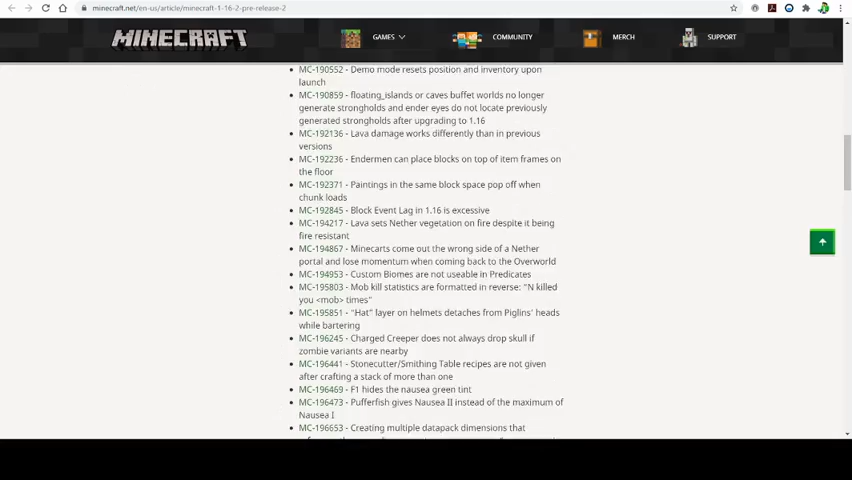 minecraft.net/en-us/article/minecraft-1-16-2-pre-release-2
MINECRAFT
GAMES
COMMUNITY
MERCH
SUPPORT
MC-190552 - Demo mode resets position and inventory upon
launch
MC-190859 - floating_islands or caves buffet worlds no longer
generate strongholds and ender eyes do not locate previously
generated strongholds after upgrading to 1.16
MC-192136 - Lava damage works differently than in previous
versions
MC-192236 - Endermen can place blocks on top of item frames on
the floor
MC-192371 - Paintings in the same block space pop off when
chunk loads
MC-192845 - Block Event Lag in 1.16 is excessive
MC-194217 - Lava sets Nether vegetation on fire despite it being
fire resistant
MC-194867 - Minecarts come out the wrong side of a Nether
portal and lose momentum when coming back to the Overworld
MC-194953 - Custom Biomes are not useable in Predicates
MC-195803 - Mob kill statistics are formatted in reverse: "N killed
you <mob> times"
MC-195851 - "Hat" layer on helmets detaches from Piglins' heads
while bartering
MC-196245 - Charged Creeper does not always drop skull if
zombie variants are nearby
MC-196441 - Stonecutter/Smithing Table recipes are not given
after crafting a stack of more than one
MC-196469 - F1 hides the nausea green tint
MC-196473 - Pufferfish gives Nausea II instead of the maximum of
Nausea I
MC-196653 - Creating multiple datapack dimensions that